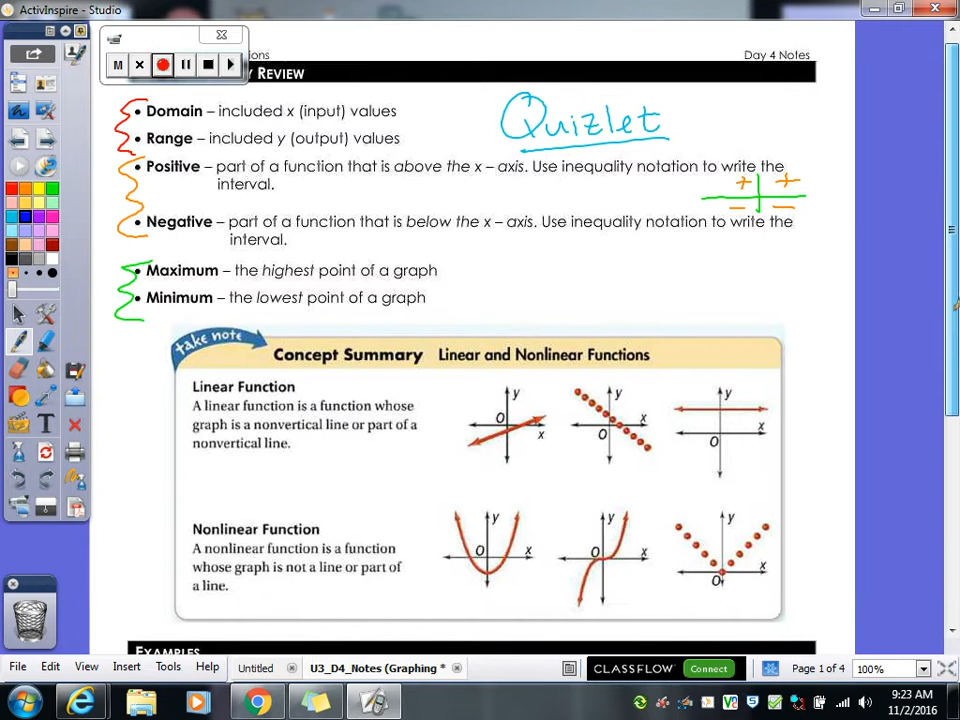 ActivInspire - Studio
ions
Day 4 Notes
M
Y REVIEW
• Domain – included x (input) values
Quizlet
• Range – included y (output) values
• Positive – part of a function that is above the x – axis. Use inequality notation to write the
interval.
+ +
– –
• Negative – part of a function that is below the x – axis. Use inequality notation to write the
interval.
• Maximum – the highest point of a graph
• Minimum – the lowest point of a graph
take note
Concept Summary Linear and Nonlinear Functions
Linear Function
A linear function is a function whose
graph is a nonvertical line or part of a
nonvertical line.
y
O
x
y
x
O
y
x
O
Nonlinear Function
A nonlinear function is a function
whose graph is not a line or part of
a line.
y
O
x
y
O
x
y
x
O
EXAMPLES
File Edit View Insert Tools Help Untitled U3_D4_Notes (Graphing * CLASSFLOW Connect Page 1 of 4 100%
9:23 AM
11/2/2016